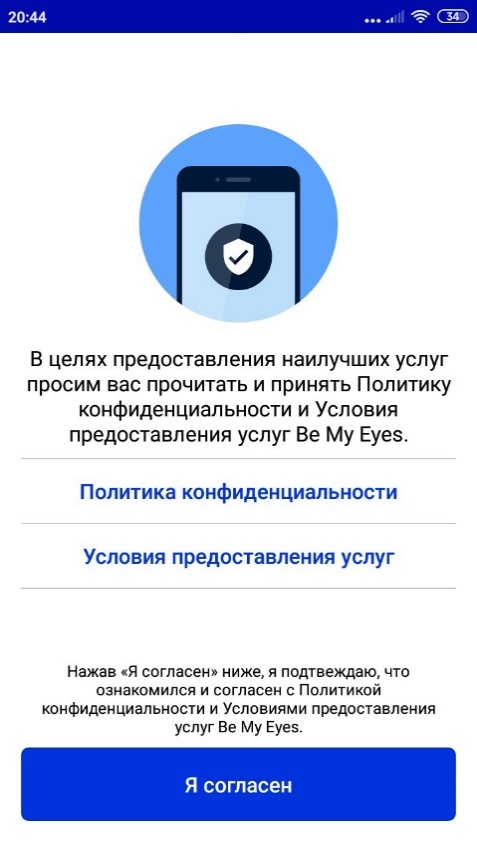 20:44
34
В целях предоставления наилучших услуг
просим вас прочитать и принять Политику
конфиденциальности и Условия
предоставления услуг Be My Eyes.
Политика конфиденциальности
Условия предоставления услуг
Нажав «Я согласен» ниже, я подтвеждаю, что
ознакомился и согласен с Политикой
конфиденциальности и Условиями предоставления
услуг Be My Eyes.
Я согласен